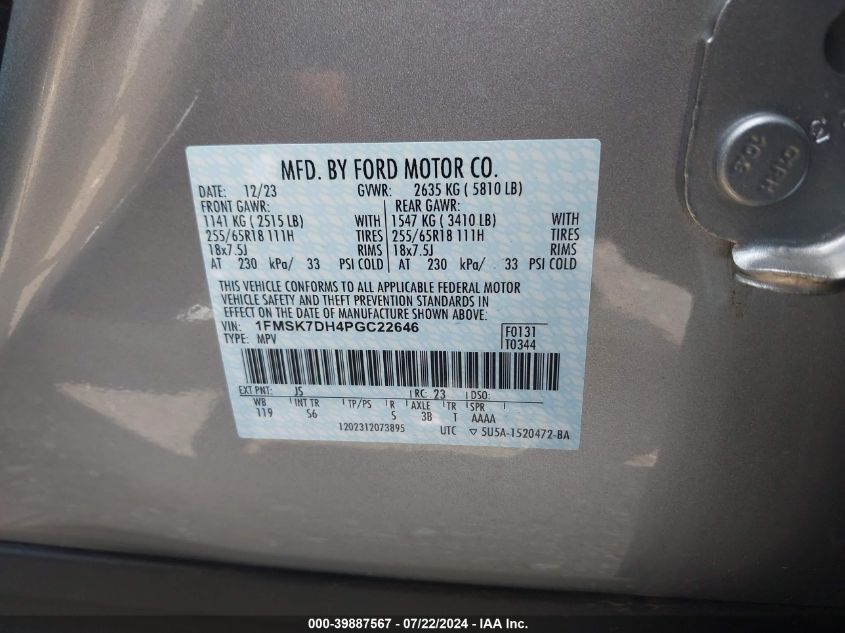 MFD. BY FORD MOTOR CO.
DATE: 12/23 GVWR: 2635 KG ( 5810 LB)
FRONT GAWR: REAR GAWR:
1141 KG ( 2515 LB) WITH 1547 KG ( 3410 LB) WITH
255/65R18 111H TIRES 255/65R18 111H TIRES
18x7.5J RIMS 18x7.5J RIMS
AT 230 kPa/ 33 PSI COLD AT 230 kPa/ 33 PSI COLD
THIS VEHICLE CONFORMS TO ALL APPLICABLE FEDERAL MOTOR
VEHICLE SAFETY AND THEFT PREVENTION STANDARDS IN
EFFECT ON THE DATE OF MANUFACTURE SHOWN ABOVE.
VIN: 1FMSK7DH4PGC22646 F0131
TYPE: MPV T0344
EXT PNT: JS RC: 23 DSO:
WB INT TR TP/PS R AXLE TR SPR
119 S6 S 3B T AAAA
1202312073895 UTC ▽ 5U5A-1520472-BA
000-39887567 / 07/22/2024 - IAA Inc.